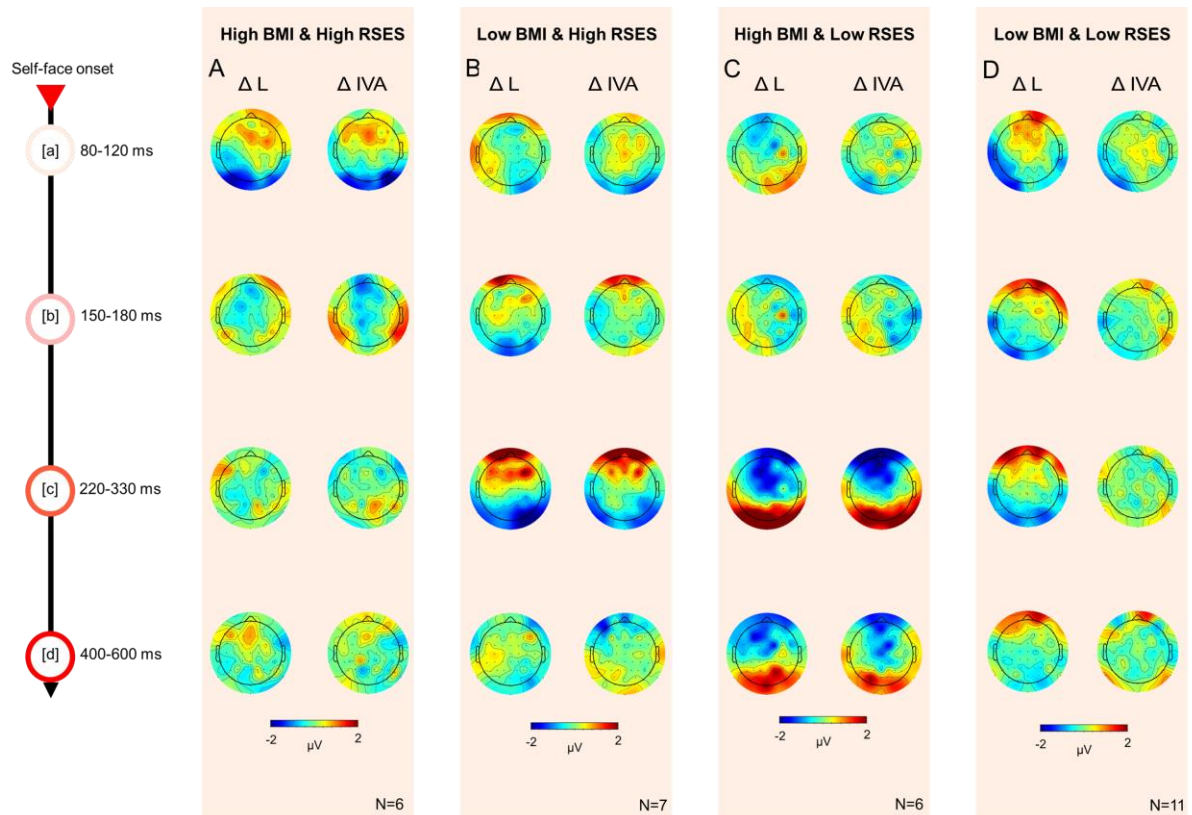 High BMI & High RSES
Low BMI & High RSES
High BMI & Low RSES
Low BMI & Low RSES
Self-face onset
A
Δ L
Δ IVA
B
Δ L
Δ IVA
C
Δ L
Δ IVA
D
Δ L
Δ IVA
[a] 80-120 ms
[b] 150-180 ms
[c] 220-330 ms
[d] 400-600 ms
-2 2
µV
-2 2
µV
-2 2
µV
-2 2
µV
N=6
N=7
N=6
N=11